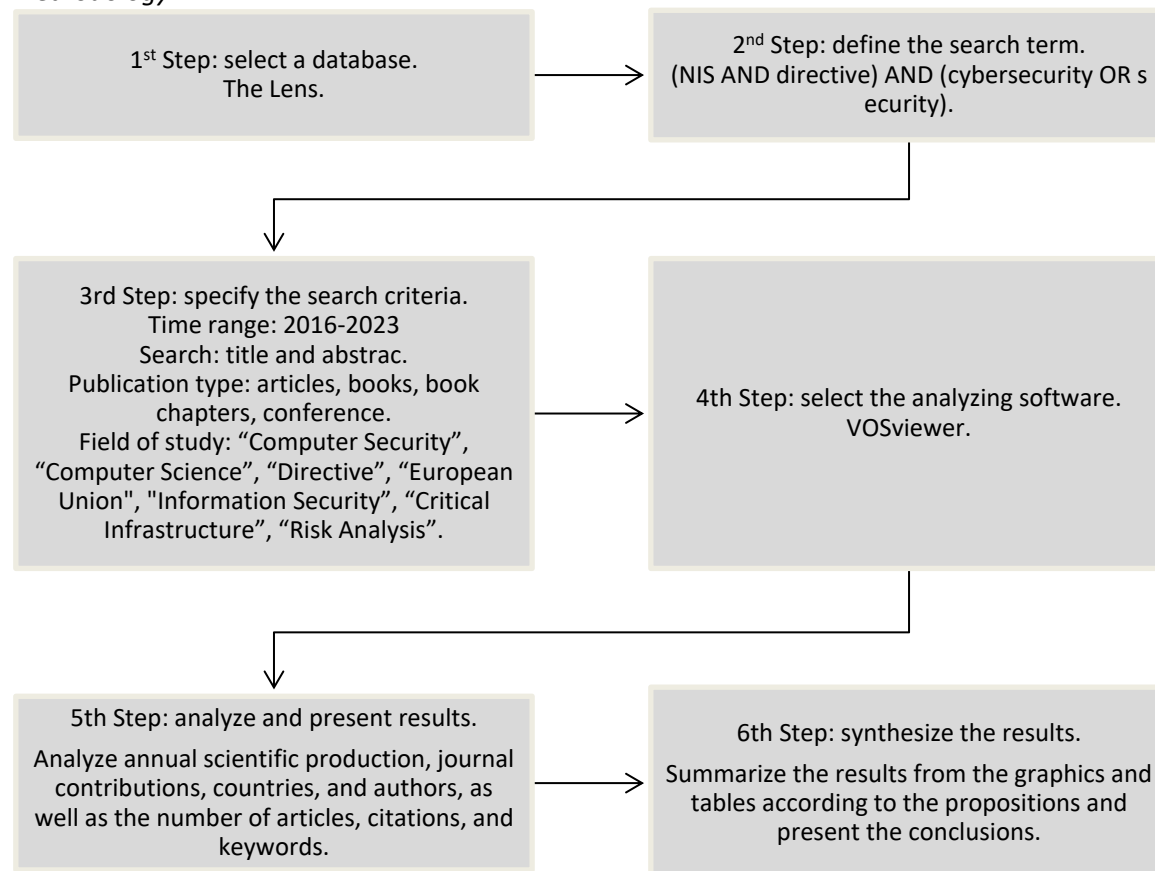 1st Step: select a database.
The Lens.
2nd Step: define the search term.
(NIS AND directive) AND (cybersecurity OR s
ecurity).
3rd Step: specify the search criteria.
Time range: 2016-2023
Search: title and abstrac.
Publication type: articles, books, book
chapters, conference.
Field of study: “Computer Security”,
“Computer Science”, “Directive”, “European
Union", "Information Security”, “Critical
Infrastructure”, “Risk Analysis”.
4th Step: select the analyzing software.
VOSviewer.
5th Step: analyze and present results.
Analyze annual scientific production, journal
contributions, countries, and authors, as
well as the number of articles, citations, and
keywords.
6th Step: synthesize the results.
Summarize the results from the graphics and
tables according to the propositions and
present the conclusions.